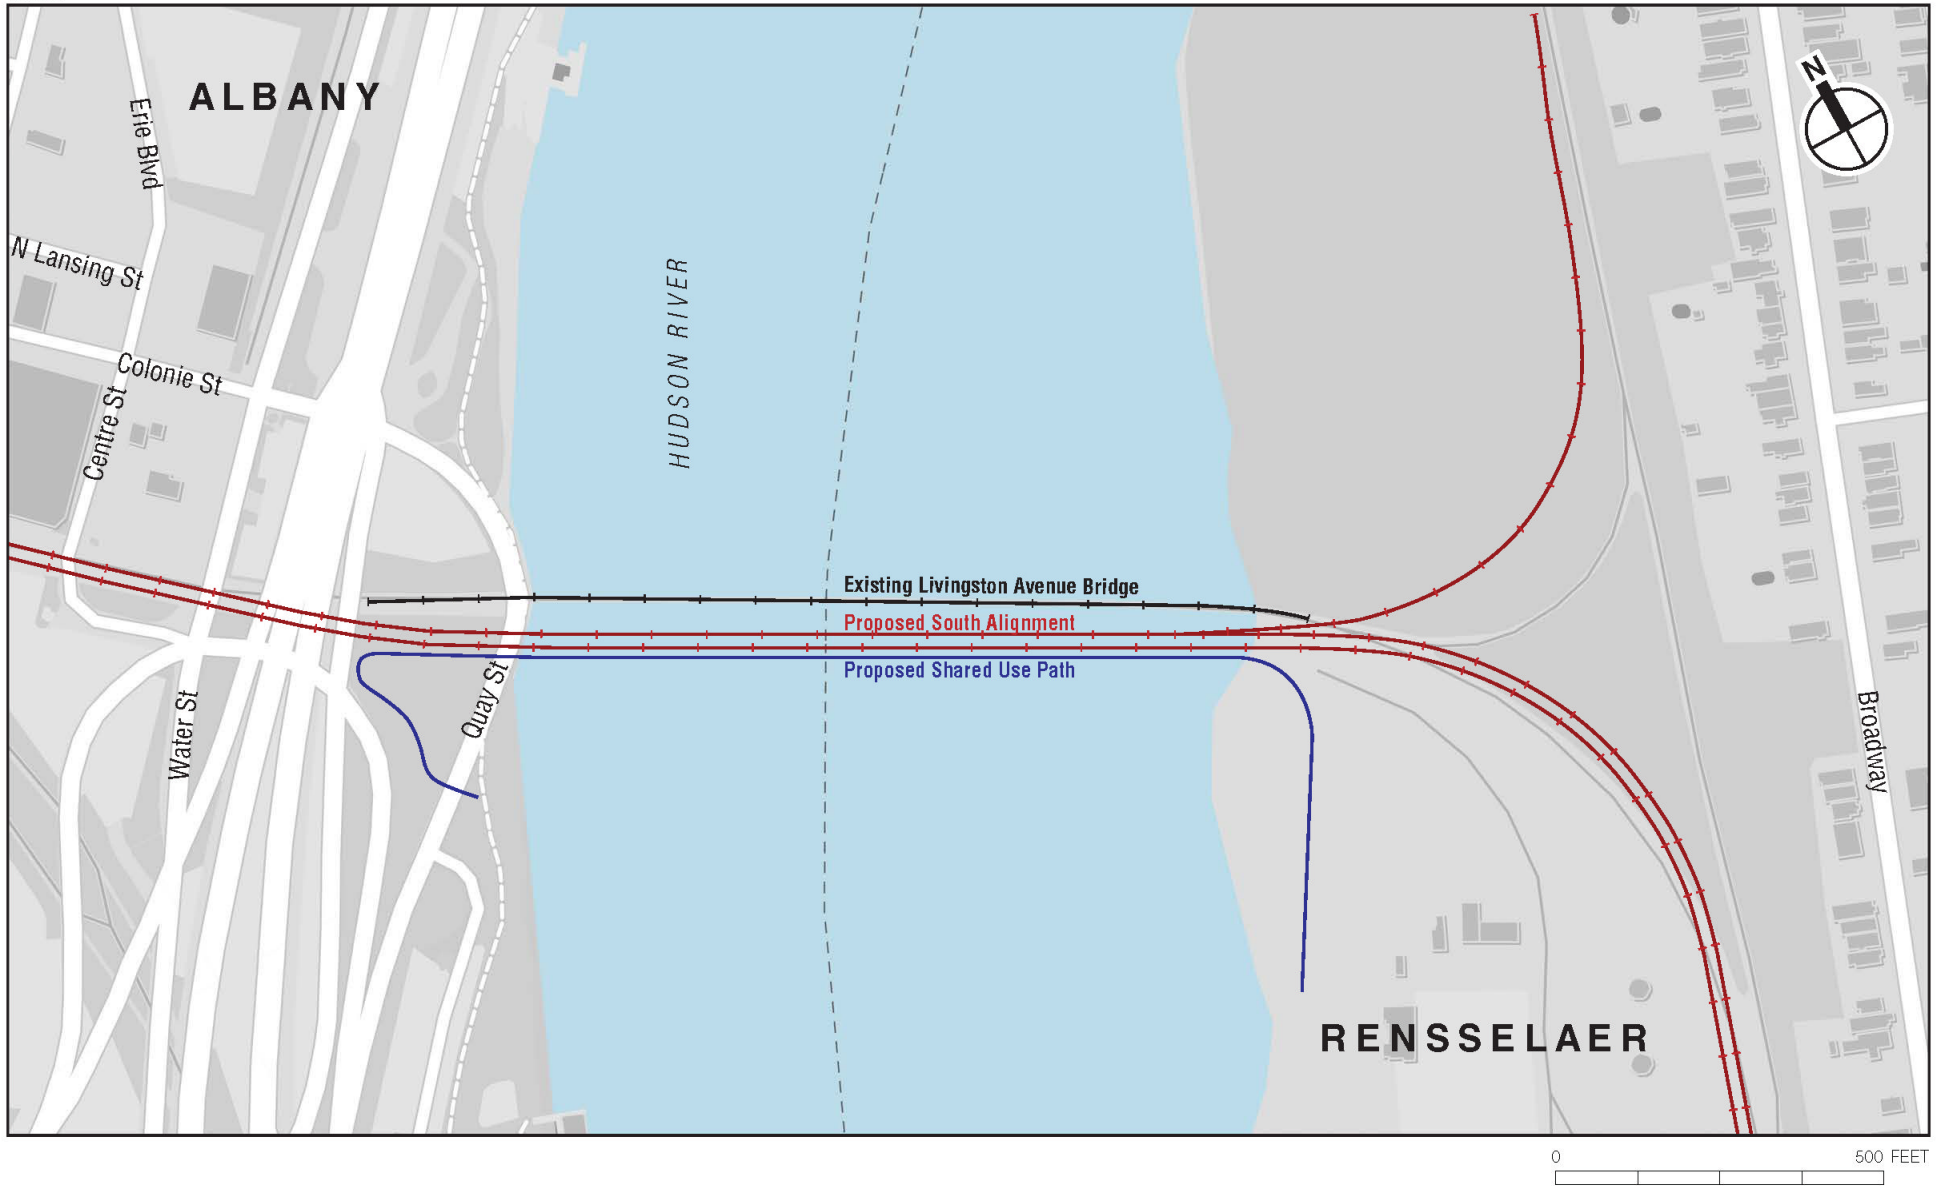 ALBANY
N
Erie Blvd
N Lansing St
HUDSON RIVER
Colonie St
Centre St
Existing Livingston Avenue Bridge
Proposed South Alignment
Proposed Shared Use Path
Quay St
Water St
Broadway
RENSSELAER
0 500 FEET